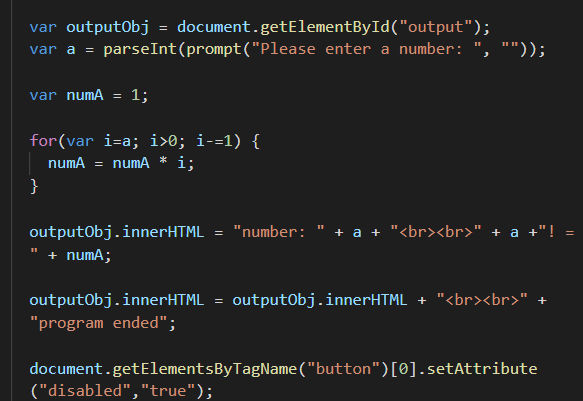 var outputObj = document.getElementById("output");
var a = parseInt(prompt("Please enter a number: ", ""));
var numA = 1;
for(var i=a; i>0; i-=1) {
numA = numA * i;
}
outputObj.innerHTML = "number: " + a + "<br><br>" + a +"! =
" + numA;
outputObj.innerHTML = outputObj.innerHTML + "<br><br>" +
"program ended";
document.getElementsByTagName("button")[0].setAttribute
("disabled","true");